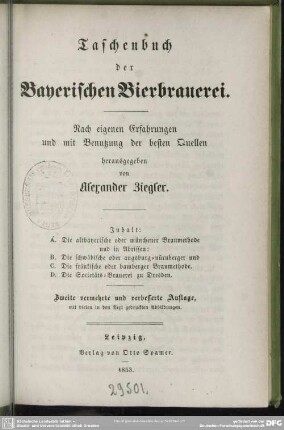 Taschenbuch
der
Bayerischen Bierbrauerei.
Nach eigenen Erfahrungen
und mit Benutzung der besten Quellen
herausgegeben
von
Alexander Ziegler.
Inhalt:
A. Die altbayerische oder münchener Braumethode
und in Abrissen:
B. Die schwäbische oder augsburg-nürnberger und
C. Die fränkische oder bamberger Braumethode.
D. Die Societäts-Brauerei zu Dresden.
Zweite vermehrte und verbesserte Auflage,
mit vielen in den Text gedruckten Abbildungen.
Leipzig,
Verlag von Otto Spamer.
1853.
29501.
DFG